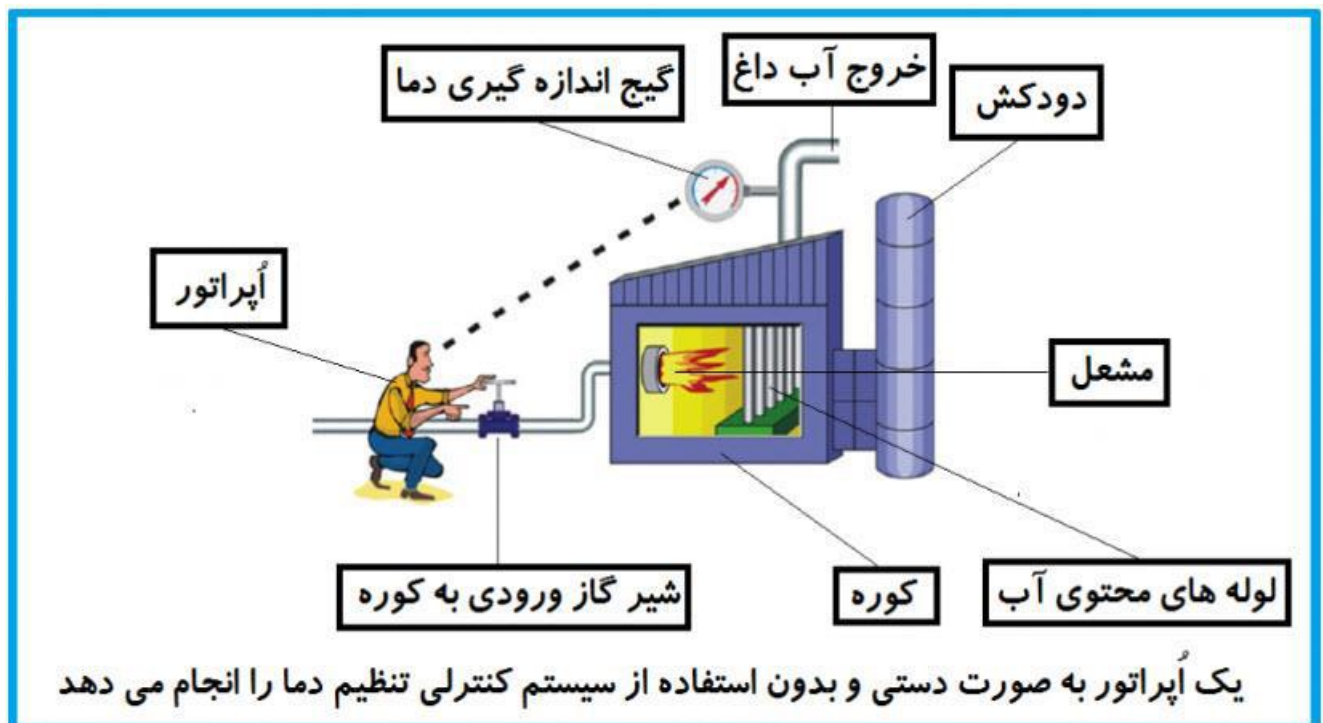 خروج آب داغ
گیج اندازه گیری دما
دودکش
اُپراتور
مشعل
لوله های محتوی آب
کوره
شیر گاز ورودی به کوره
یک اُپراتور به صورت دستی و بدون استفاده از سیستم کنترلی تنظیم دما را انجام می دهد